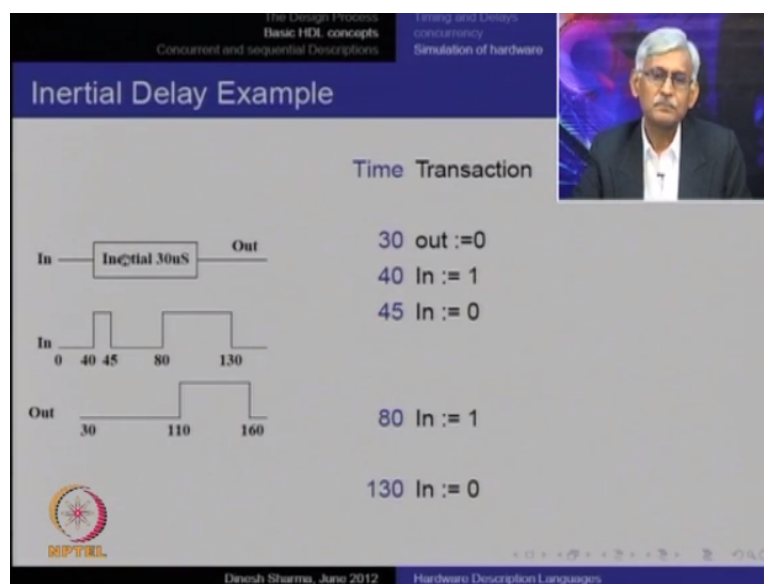 The Design Process
Basic HDL concepts
Concurrent and sequential Descriptions
Timing and Delays
concurrency
Simulation of hardware
Inertial Delay Example
Time Transaction
30 out :=0
40 In := 1
45 In := 0
80 In := 1
130 In := 0
In Inertial 30uS Out
In
0 40 45 80 130
Out
30 110 160
NPTEL
Dinesh Sharma, June 2012 Hardware Description Languages